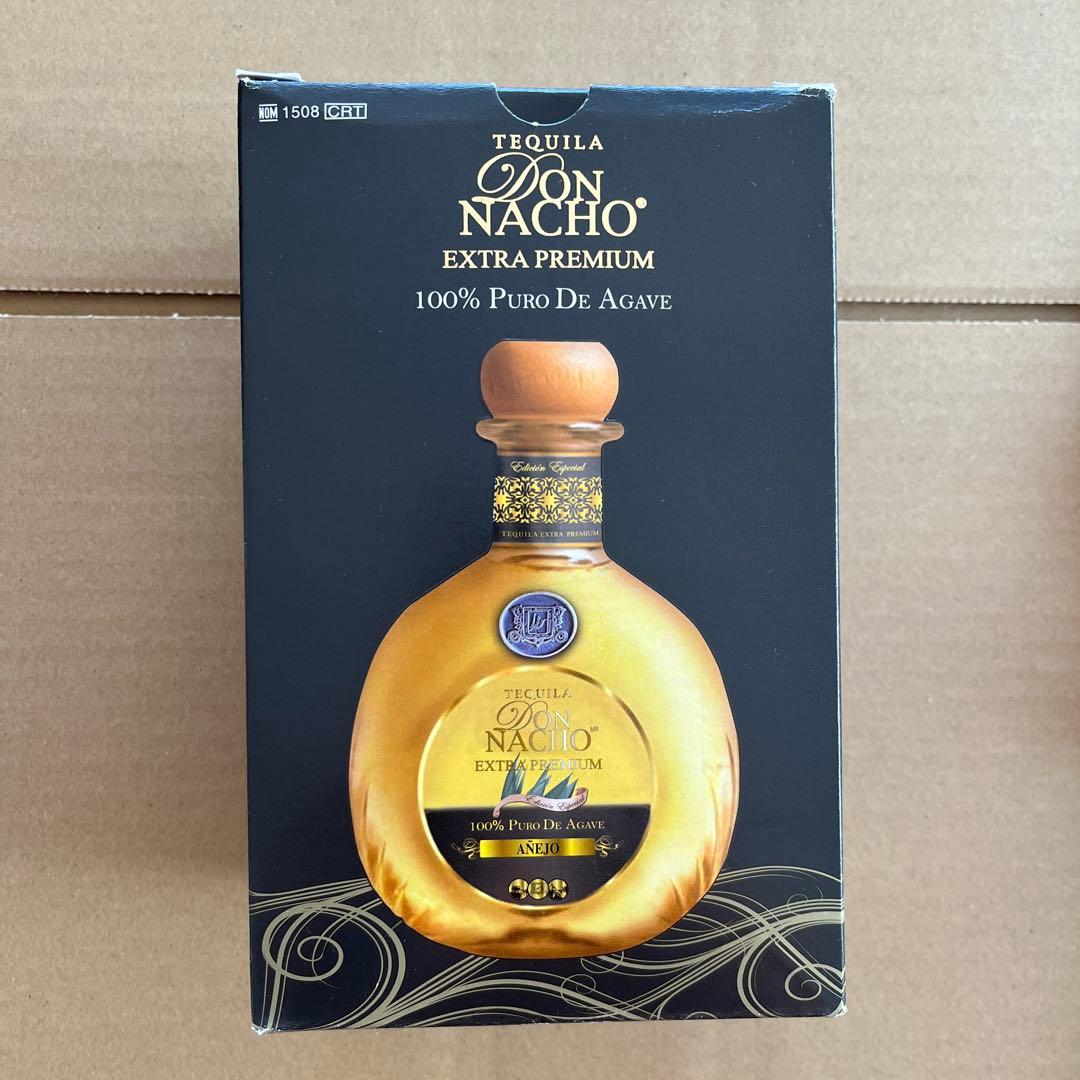 NOM 1508 CRT
TEQUILA
DON
NACHO
EXTRA PREMIUM
100% PURO DE AGAVE
Edición Especial
TEQUILA EXTRA PREMIUM
TEQUILA
DON
NACHO MR
EXTRA PREMIUM
Edición Especial
100% PURO DE AGAVE
AÑEJO